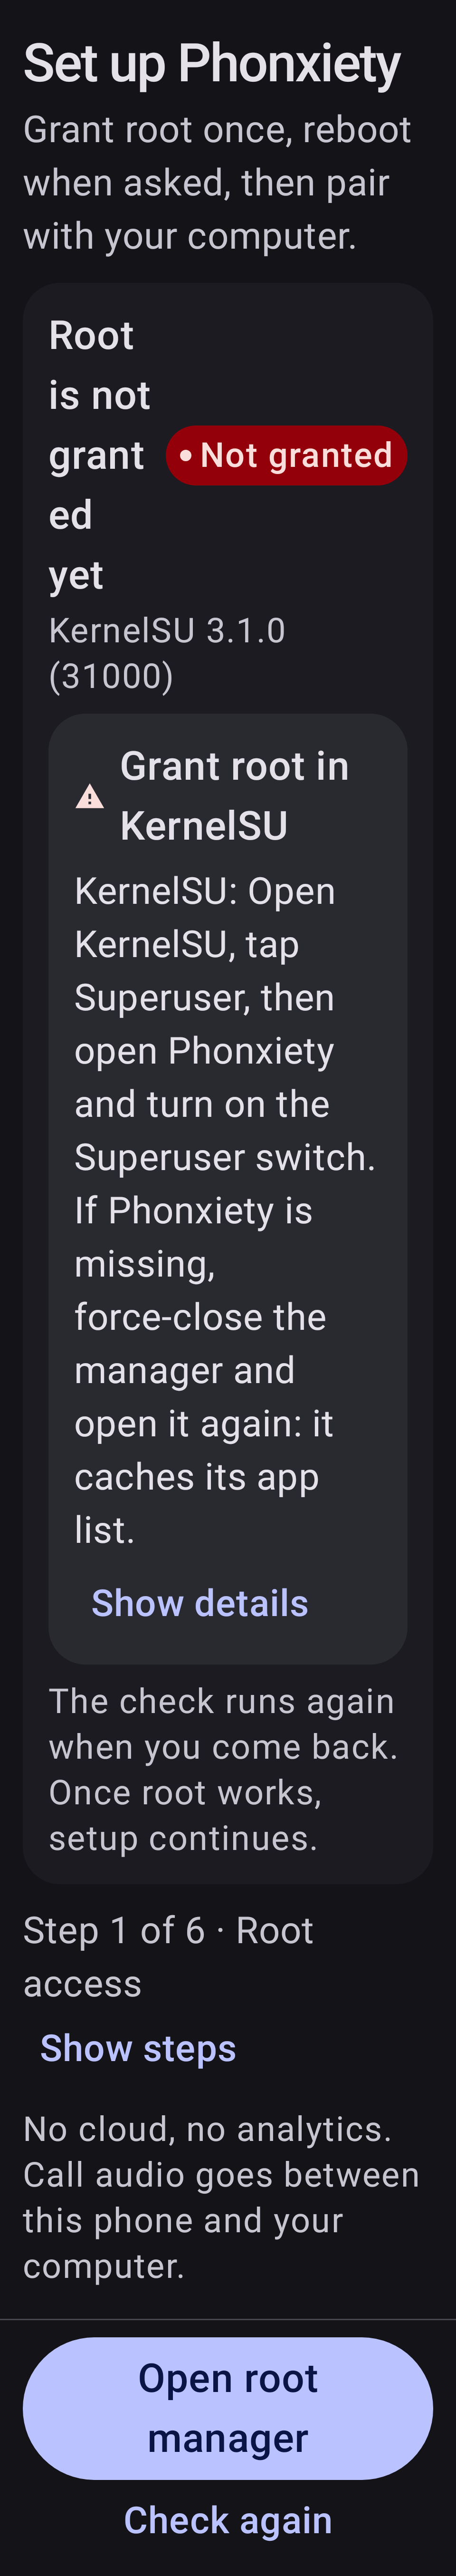 Set up Phonxiety
Grant root once, reboot
when asked, then pair
with your computer.
Root
is not
grant
ed
yet
• Not granted
KernelSU 3.1.0
(31000)
Grant root in
KernelSU
KernelSU: Open
KernelSU, tap
Superuser, then
open Phonxiety
and turn on the
Superuser switch.
If Phonxiety is
missing,
force-close the
manager and
open it again: it
caches its app
list.
Show details
The check runs again
when you come back.
Once root works,
setup continues.
Step 1 of 6 · Root
access
Show steps
No cloud, no analytics.
Call audio goes between
this phone and your
computer.
Open root
manager
Check again